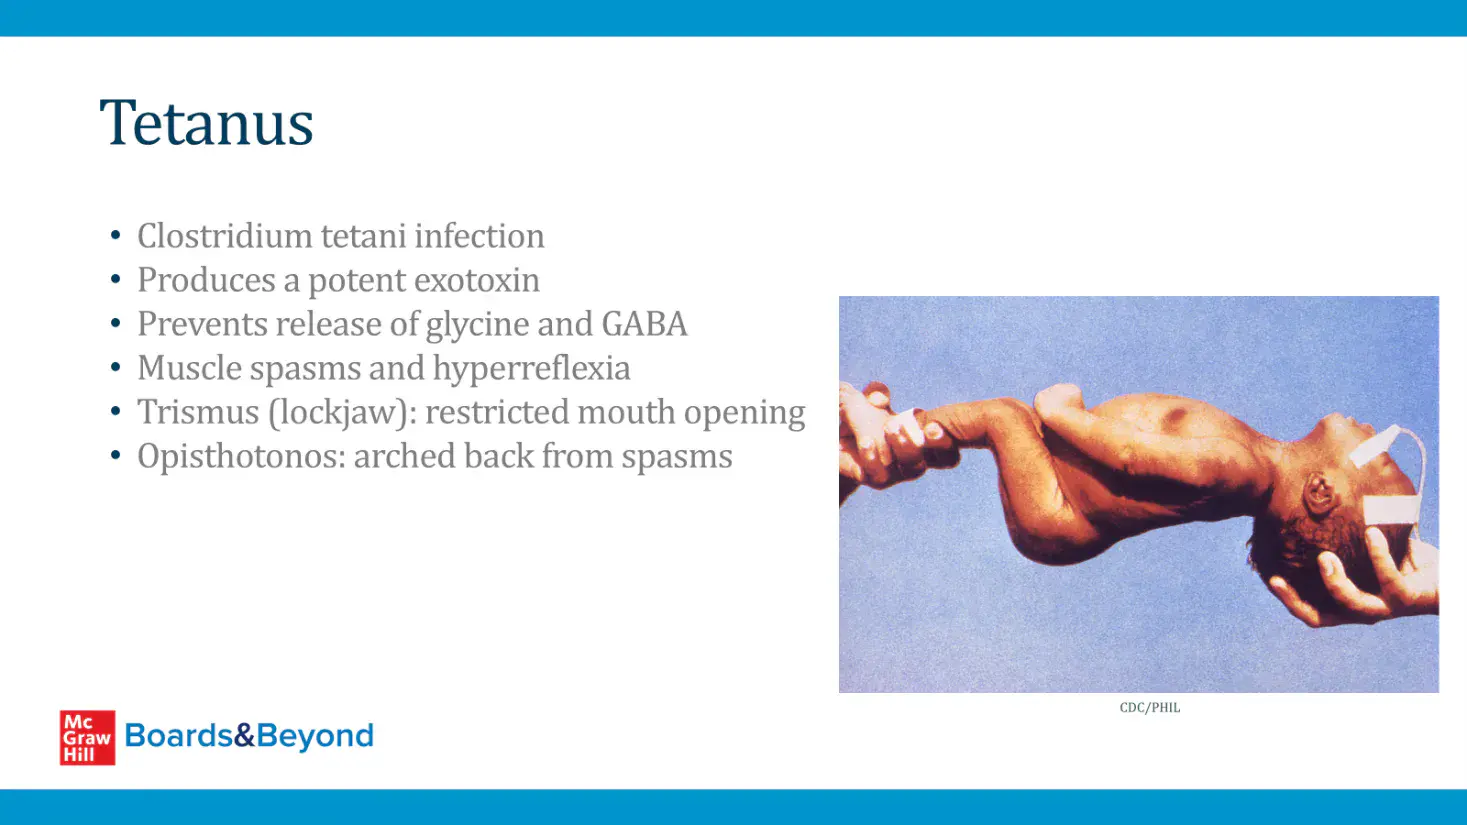 Tetanus
• Clostridium tetani infection
• Produces a potent exotoxin
• Prevents release of glycine and GABA
• Muscle spasms and hyperreflexia
• Trismus (lockjaw): restricted mouth opening
• Opisthotonos: arched back from spasms
CDC/PHIL
Mc
Graw
Hill
Boards&Beyond